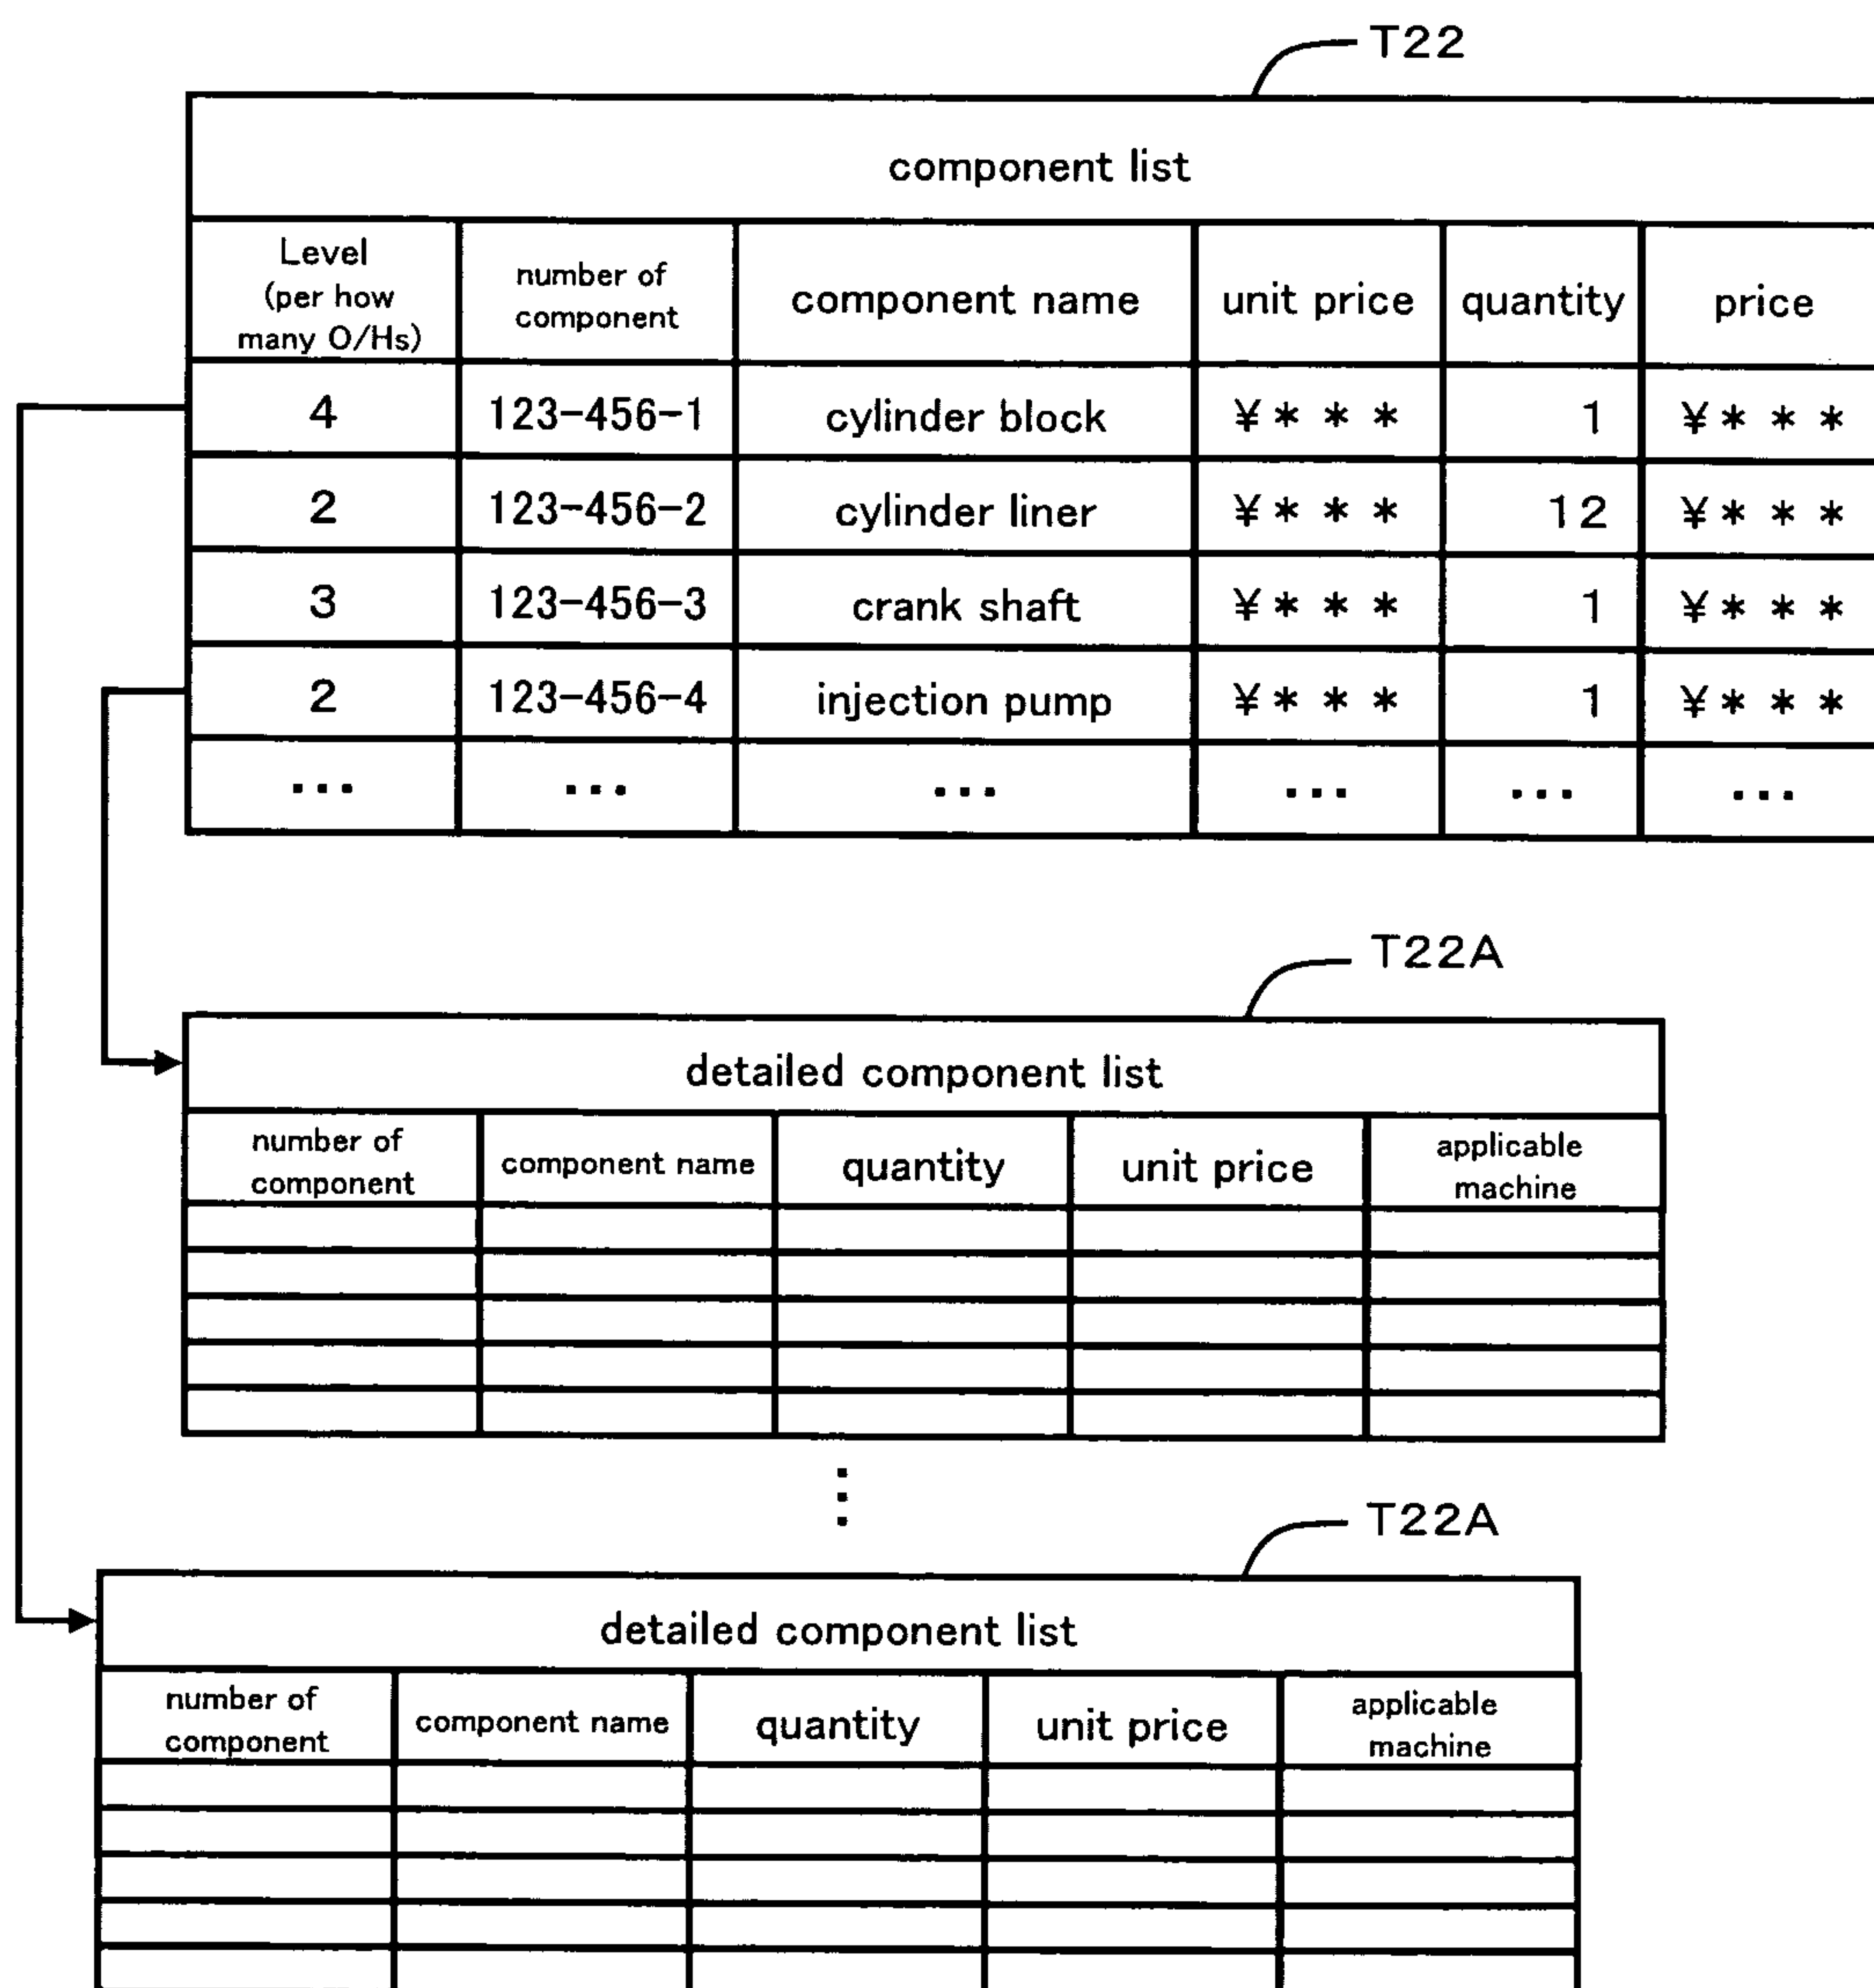 T22
component list
Level (per how many O/Hs) number of component component name unit price quantity price
4 123-456-1 cylinder block ¥*** 1 ¥***
2 123-456-2 cylinder liner ¥*** 12 ¥***
3 123-456-3 crank shaft ¥*** 1 ¥***
2 123-456-4 injection pump ¥*** 1 ¥***
... ... ... ... ... ...
T22A
detailed component list
number of component component name quantity unit price applicable machine
T22A
detailed component list
number of component component name quantity unit price applicable machine